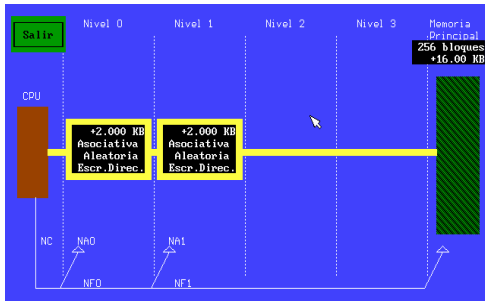 Salir
Nivel 0
Nivel 1
Nivel 2
Nivel 3
Memoria
Principal
256 bloques
+16.00 KB
CPU
+2.000 KB
Asociativa
Aleatoria
Escr.Direc.
+2.000 KB
Asociativa
Aleatoria
Escr.Direc.
NC
NA0
NA1
NF0
NF1